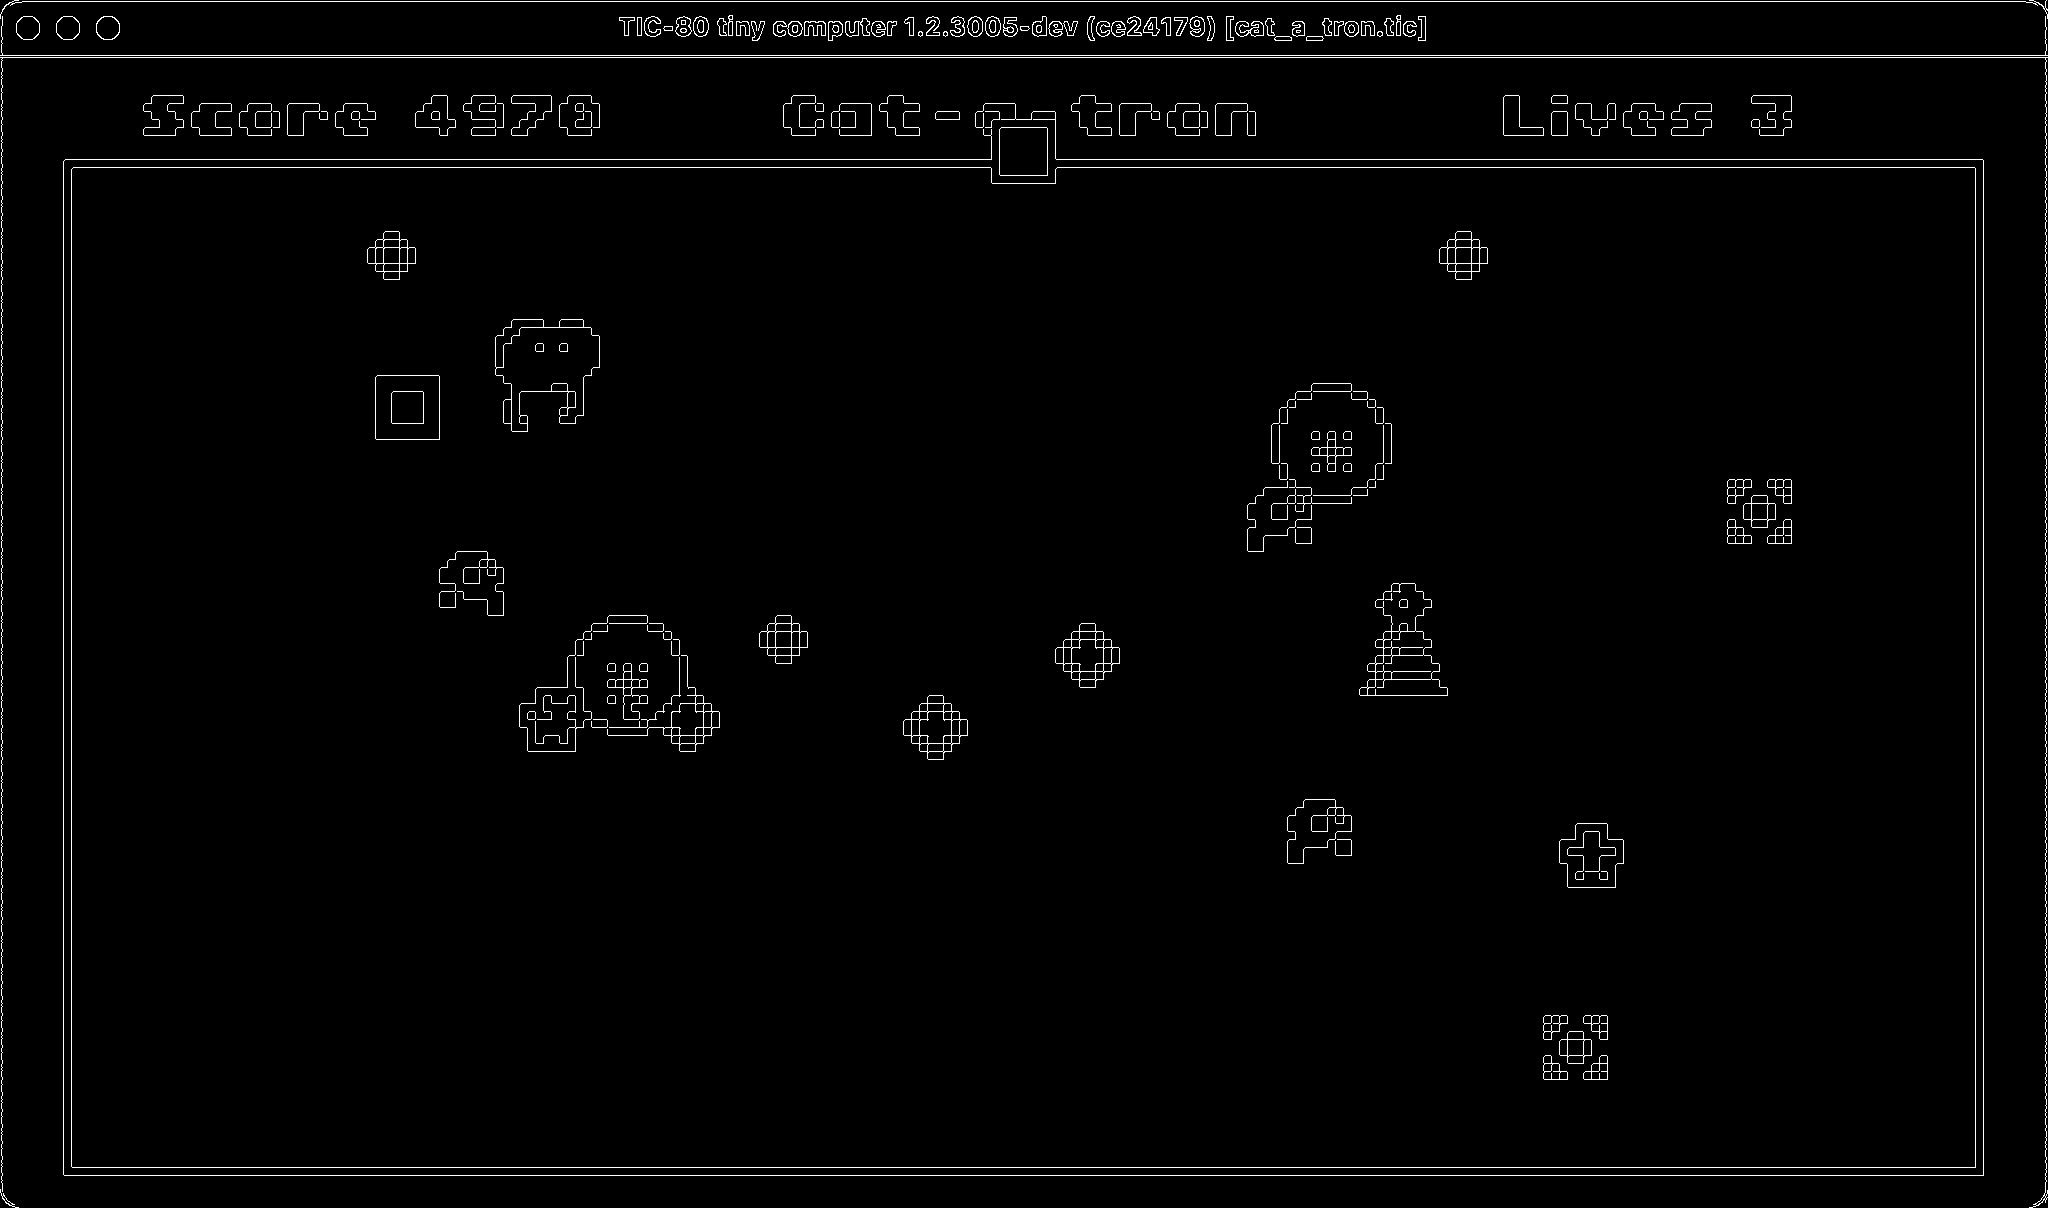 TIC-80 tiny computer 1.2.3005-dev (ce24179) [cat_a_tron.tic]
Score 4970 Cat-a-tron Lives 3